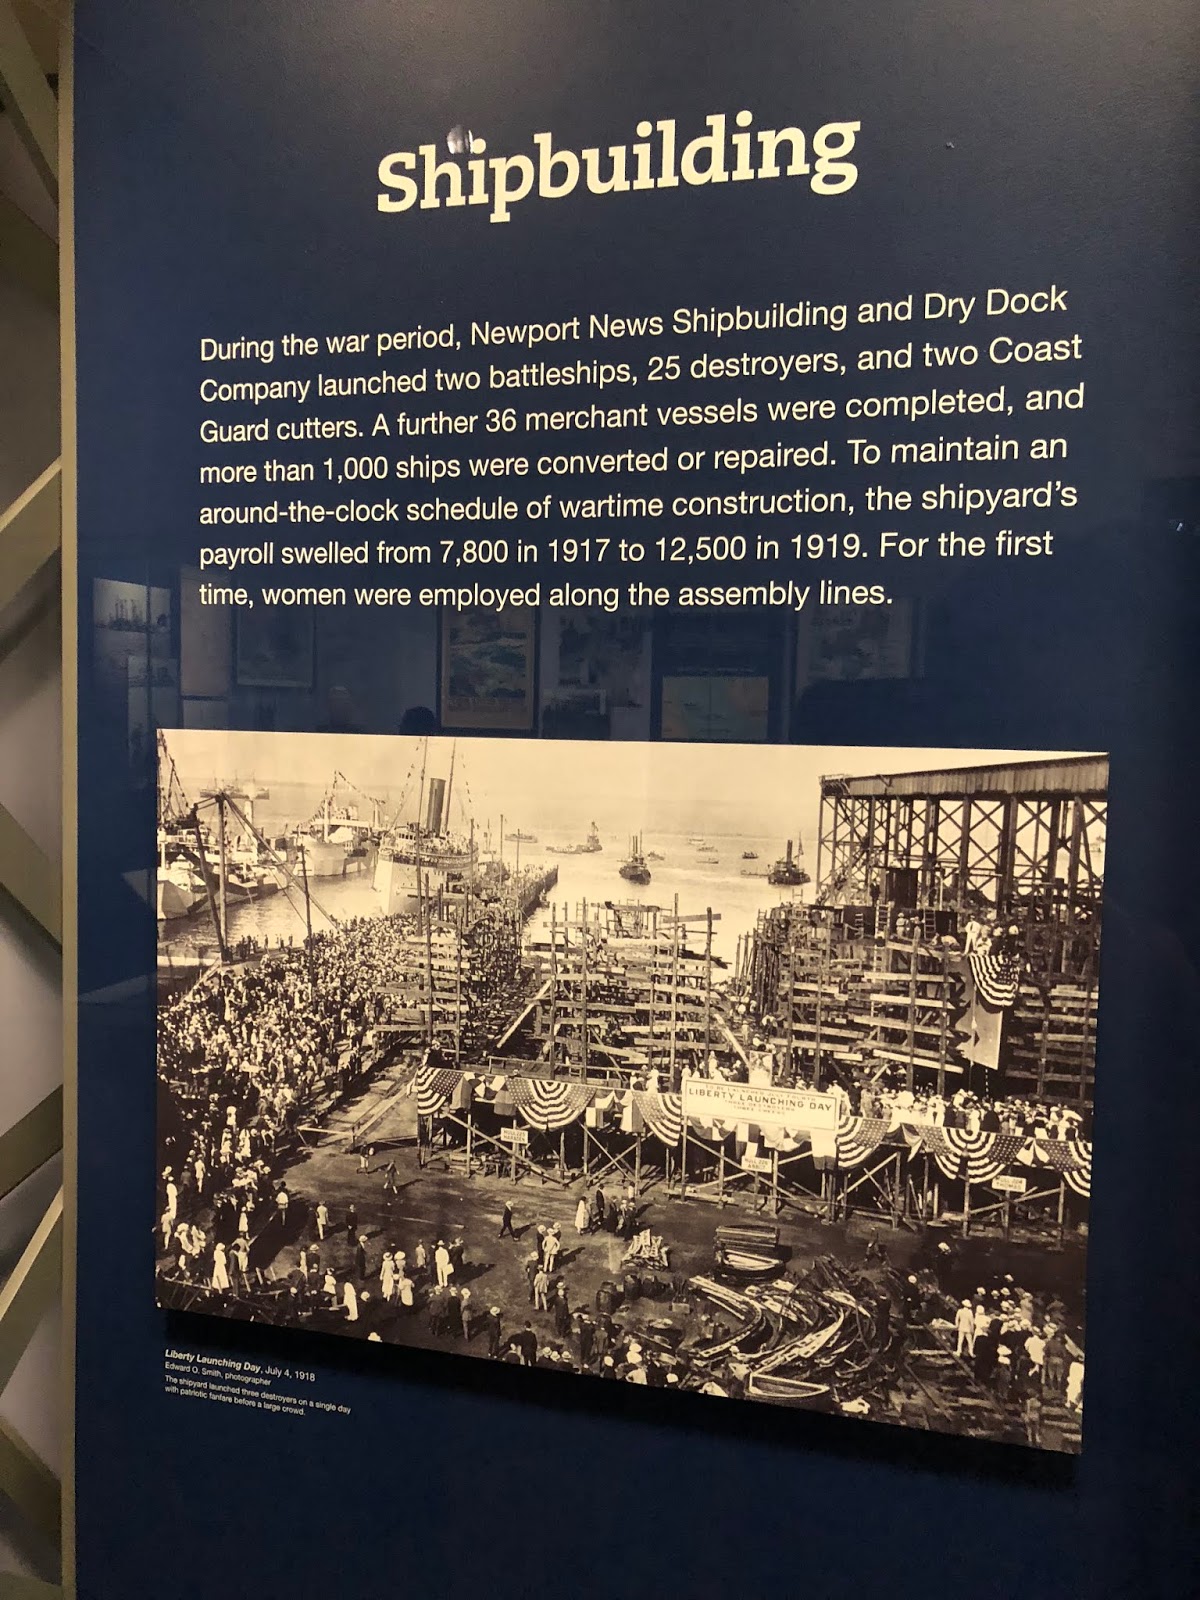 Shipbuilding
During the war period, Newport News Shipbuilding and Dry Dock
Company launched two battleships, 25 destroyers, and two Coast
Guard cutters. A further 36 merchant vessels were completed, and
more than 1,000 ships were converted or repaired. To maintain an
around-the-clock schedule of wartime construction, the shipyard's
payroll swelled from 7,800 in 1917 to 12,500 in 1919. For the first
time, women were employed along the assembly lines.
LIBERTY LAUNCHING DAY
THREE DESTROYERS
Liberty Launching Day, July 4, 1918
Edward O. Smith, photographer
The shipyard launched three destroyers on a single day
with patriotic fanfare before a large crowd.